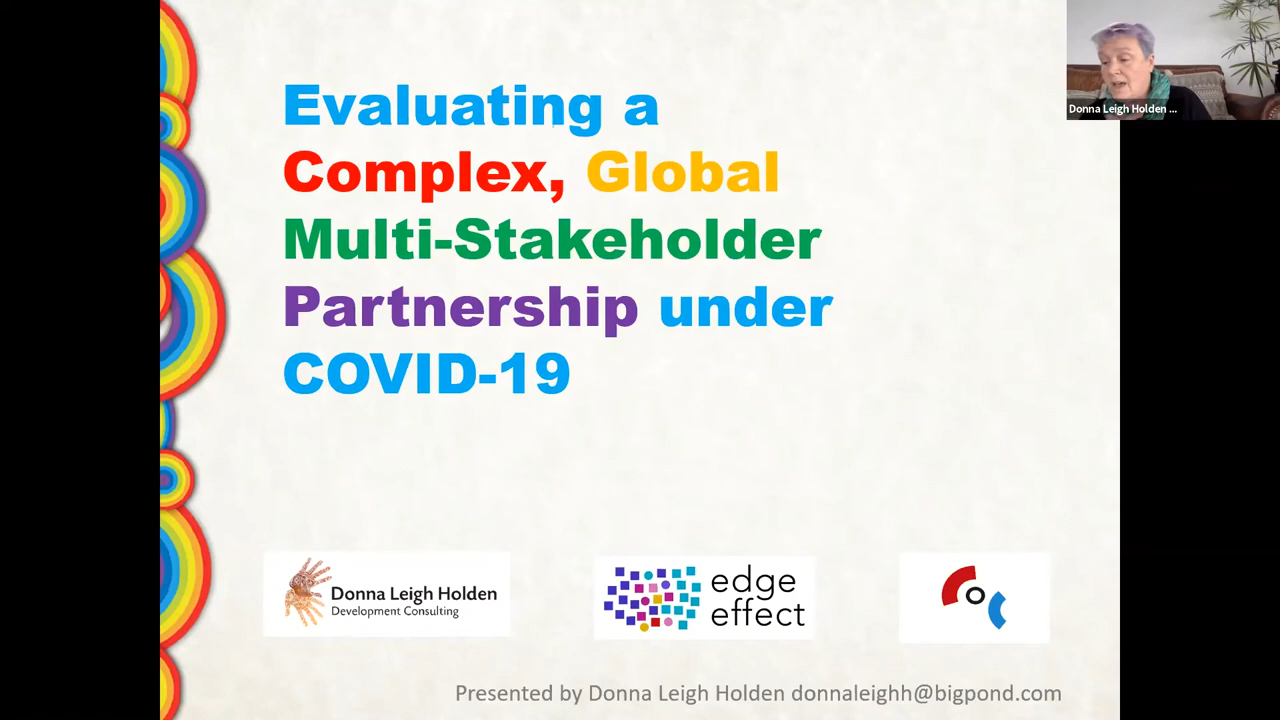 Evaluating a
Complex, Global
Multi-Stakeholder
Partnership under
COVID-19
Donna Leigh Holden ...
Donna Leigh Holden
Development Consulting
edge
effect
Presented by Donna Leigh Holden donnaleighh@bigpond.com